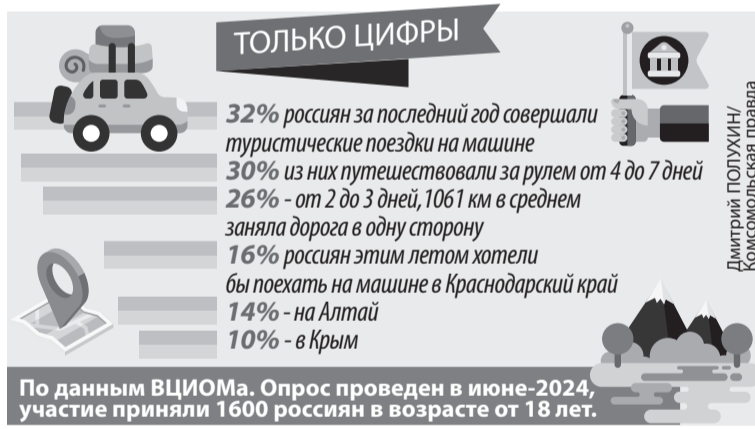 ТОЛЬКО ЦИФРЫ
32% россиян за последний год совершали
туристические поездки на машине
30% из них путешествовали за рулем от 4 до 7 дней
26% - от 2 до 3 дней, 1061 км в среднем
заняла дорога в одну сторону
16% россиян этим летом хотели
бы поехать на машине в Краснодарский край
14% - на Алтай
10% - в Крым
По данным ВЦИОМа. Опрос проведен в июне-2024,
участие приняли 1600 россиян в возрасте от 18 лет.
Дмитрий ПОЛУХИН/
Комсомольская правда